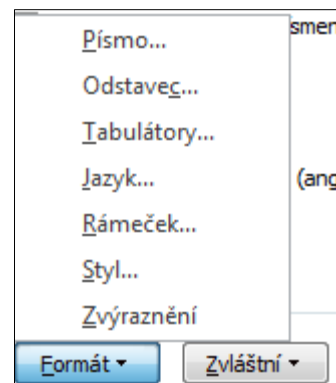 Písmo...
Odstavec...
Tabulátory...
Jazyk...
Rámeček...
Styl...
Zvýraznění
Formát
Zvláštní